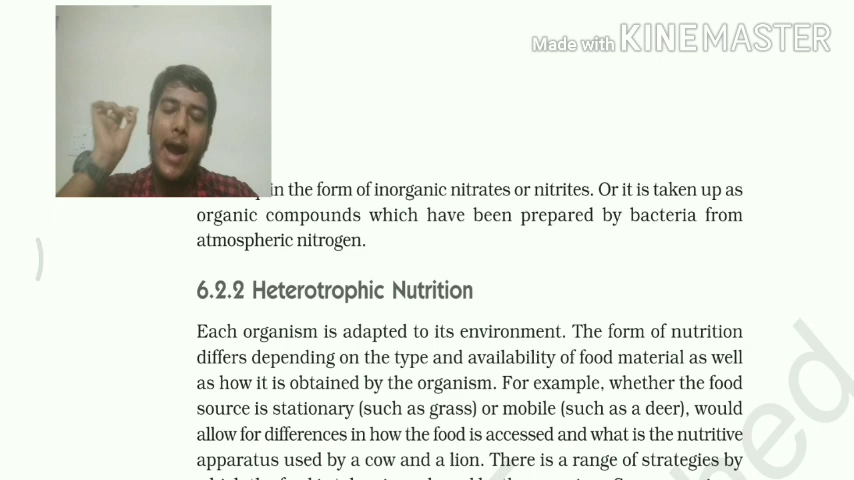 Made with KINEMASTER
in the form of inorganic nitrates or nitrites. Or it is taken up as
organic compounds which have been prepared by bacteria from
atmospheric nitrogen.
6.2.2 Heterotrophic Nutrition
Each organism is adapted to its environment. The form of nutrition
differs depending on the type and availability of food material as well
as how it is obtained by the organism. For example, whether the food
source is stationary (such as grass) or mobile (such as a deer), would
allow for differences in how the food is accessed and what is the nutritive
apparatus used by a cow and a lion. There is a range of strategies by